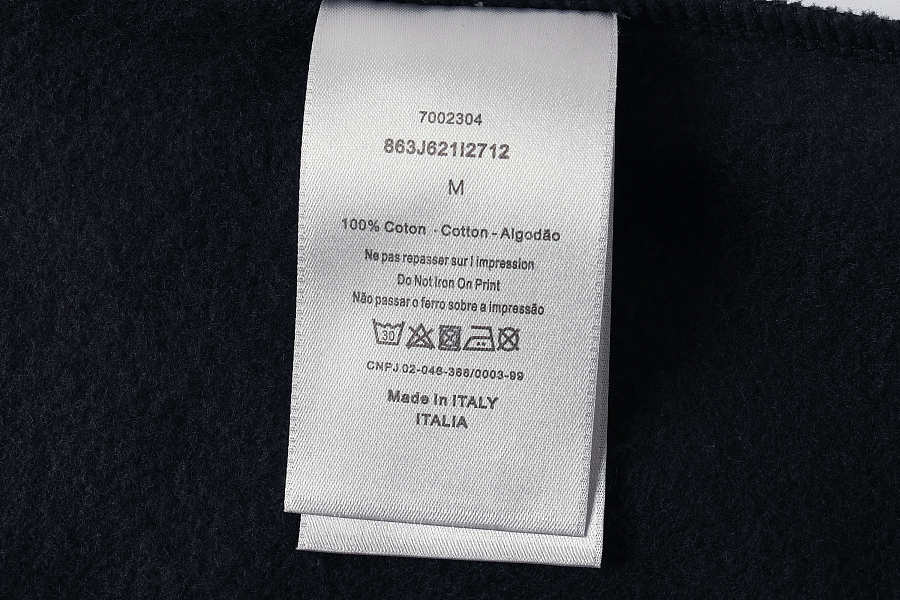 7002304
863J621I2712
M
100% Coton · Cotton - Algodão
Ne pas repasser sur l impression
Do Not Iron On Print
Não passar o ferro sobre a impressão
30
CNPJ.02-046-388/0003-99
Made In ITALY
ITALIA